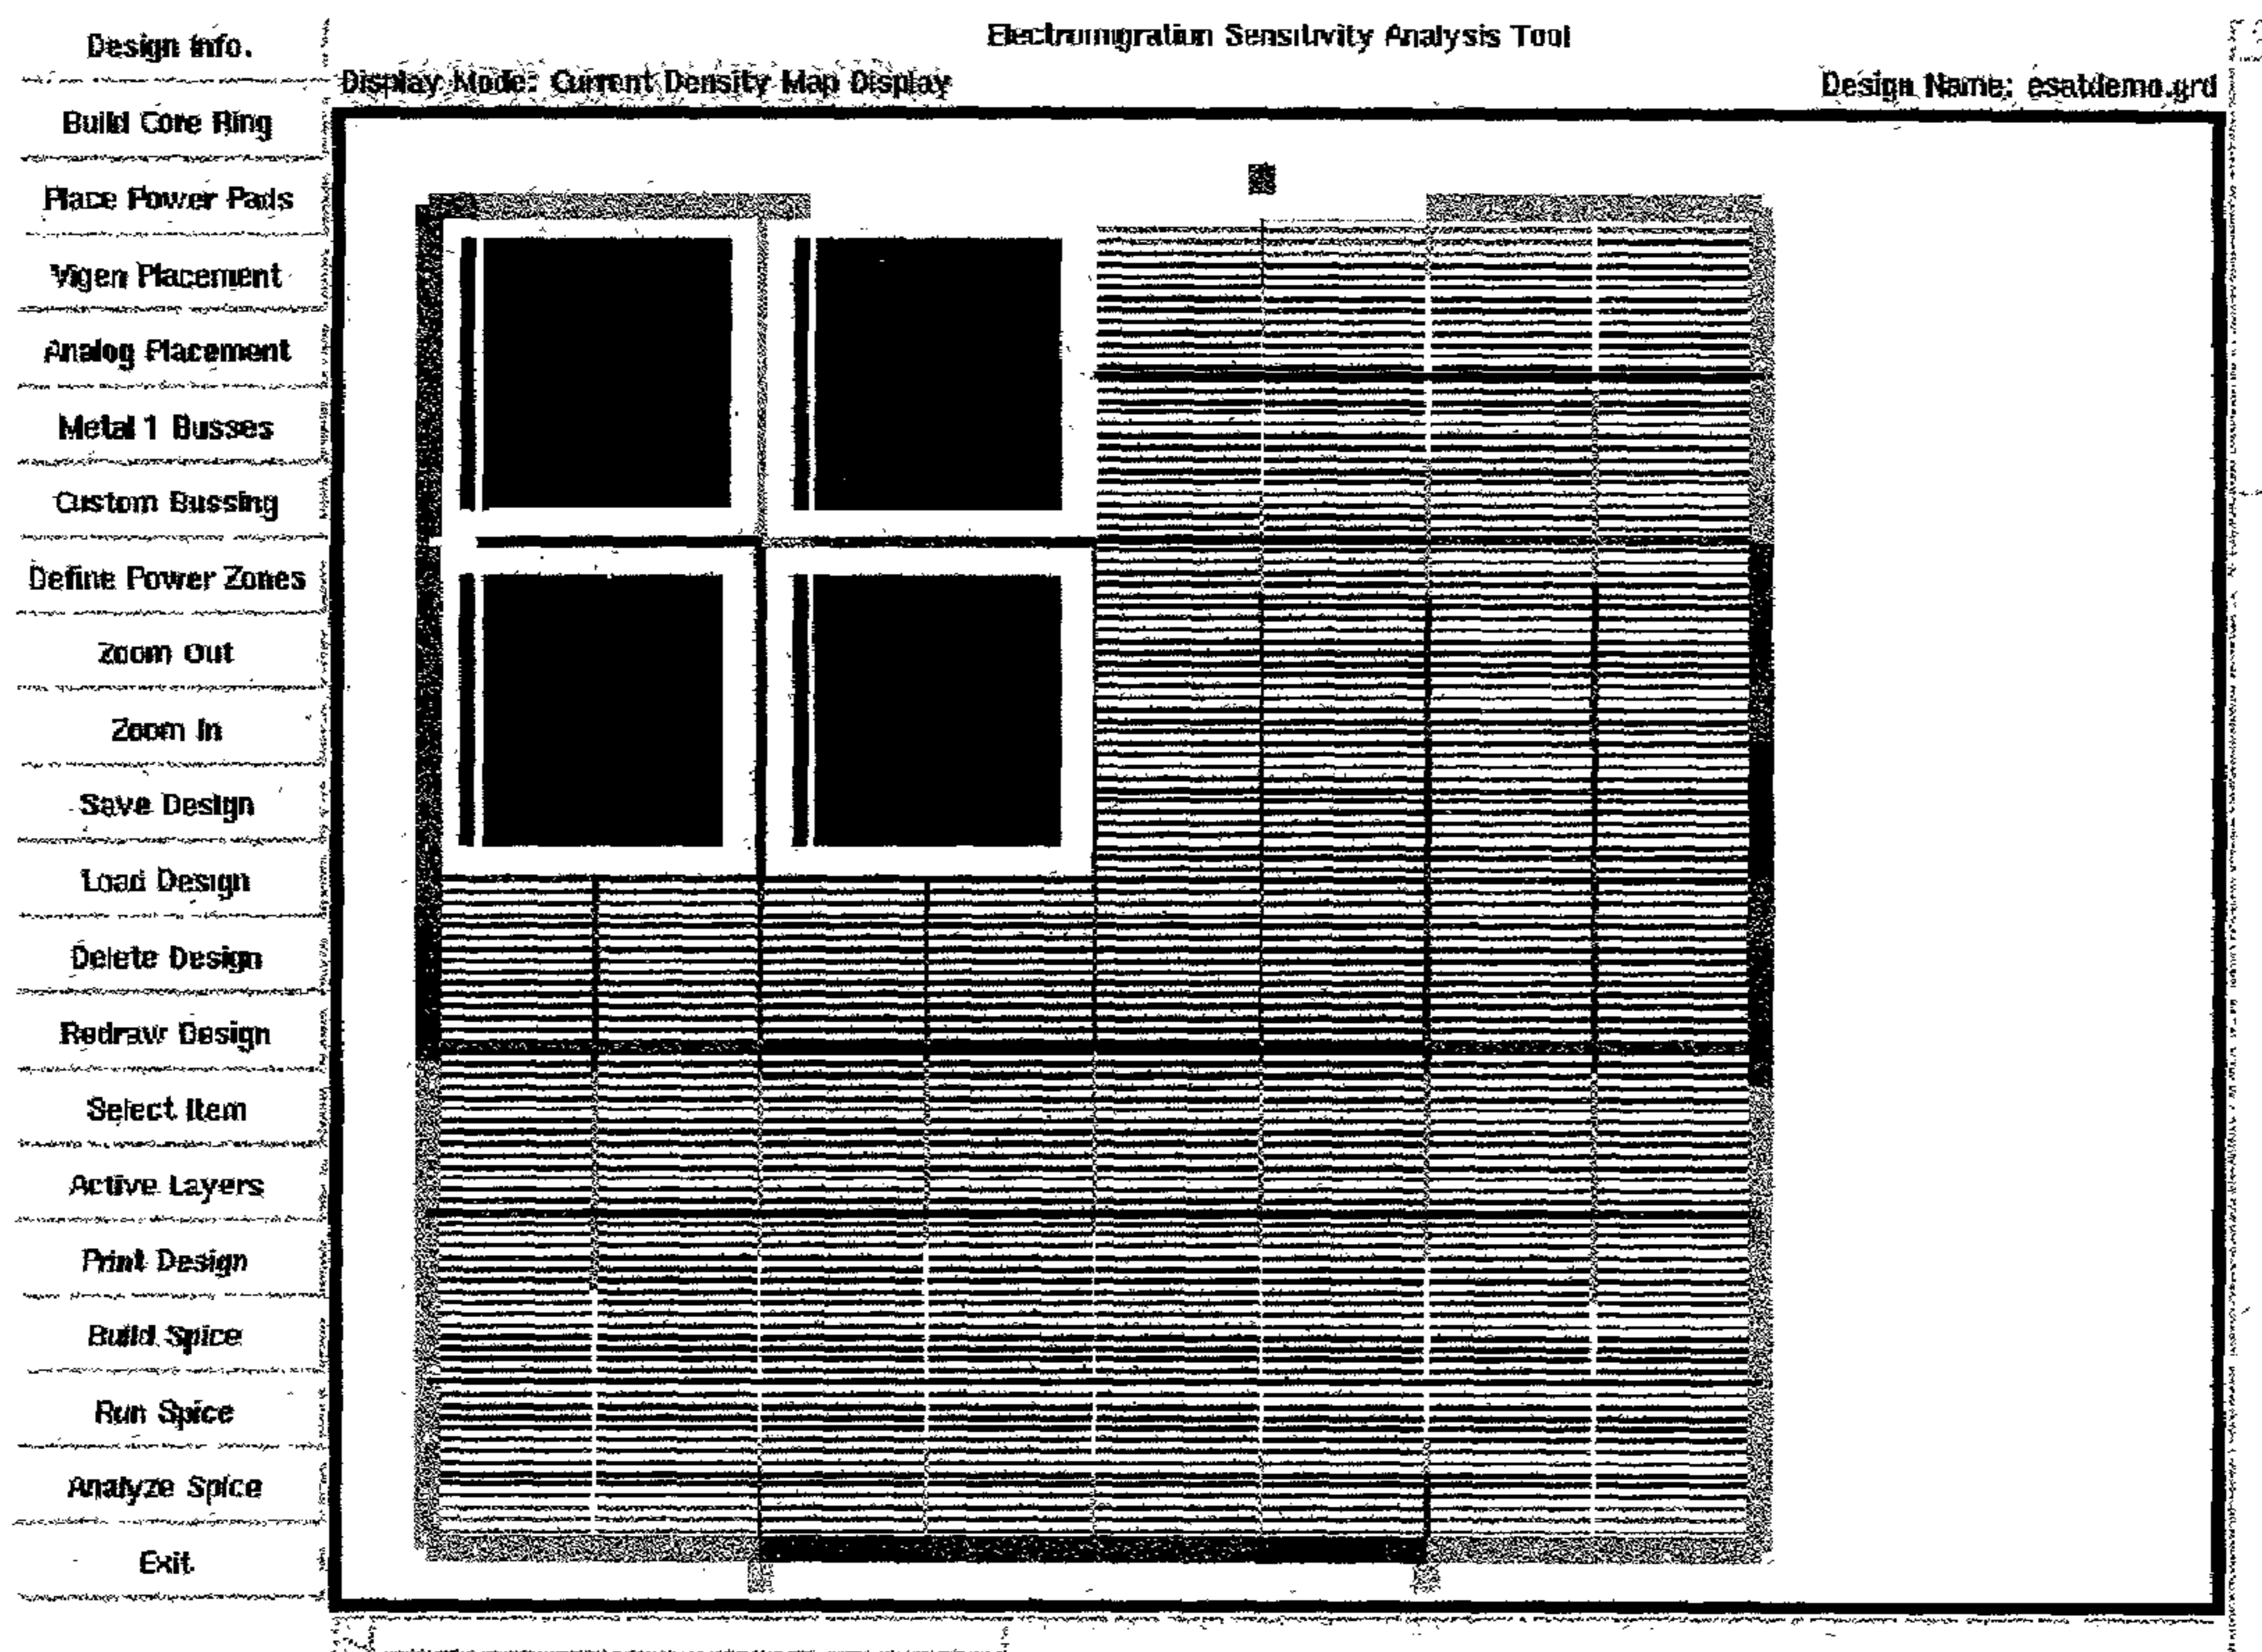 Electromigration Sensitivity Analysis Tool
Display Mode: Current Density Map Display
Design Name: esatdemo.grd
Design Info.
Build Core Ring
Place Power Pads
Vigen Placement
Analog Placement
Metal 1 Busses
Custom Bussing
Define Power Zones
Zoom Out
Zoom In
Save Design
Load Design
Delete Design
Redraw Design
Select Item
Active Layers
Print Design
Build Spice
Run Spice
Analyze Spice
Exit